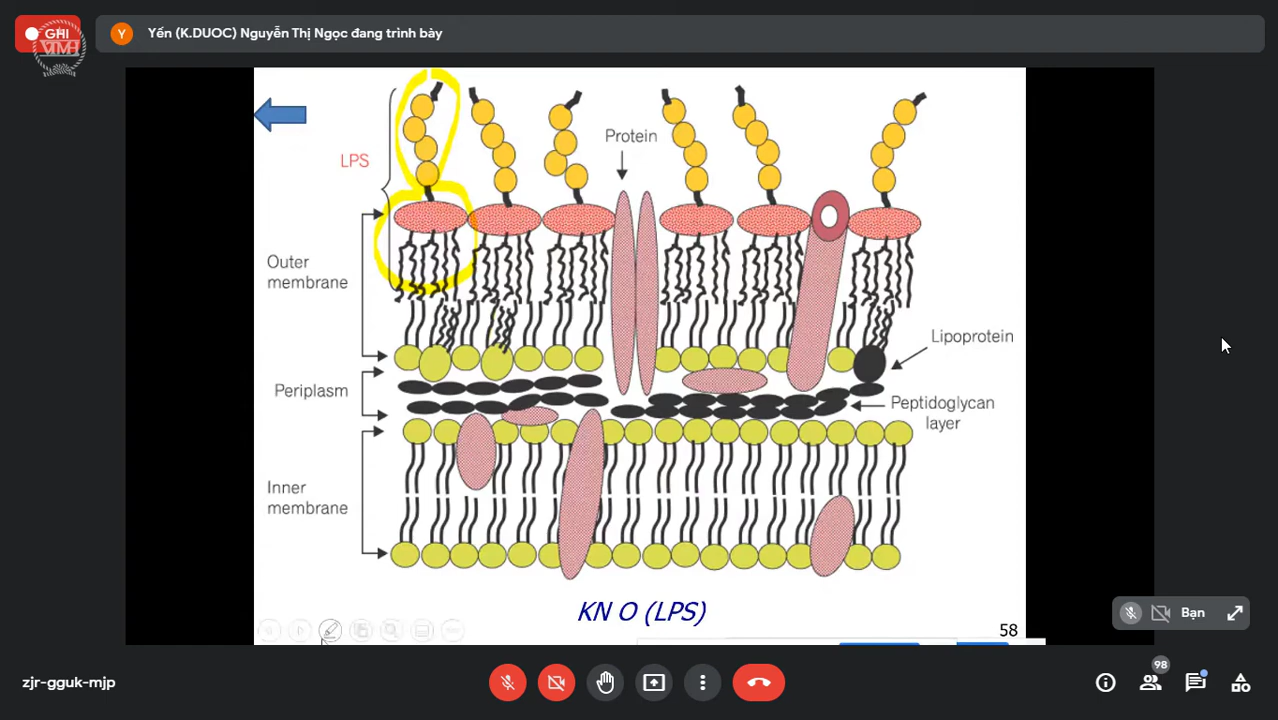 GHI
Yến (K.DUOC) Nguyễn Thị Ngọc đang trình bày
Protein
LPS
Outer
membrane
Lipoprotein
Periplasm
Peptidoglycan
layer
Inner
membrane
KN O (LPS)
58
Bạn
zjr-gguk-mjp
98